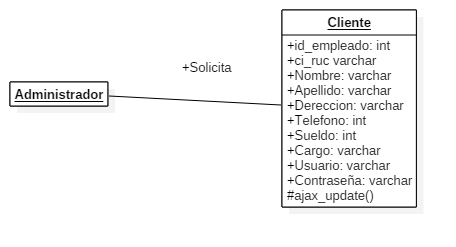 Cliente
+id_empleado: int
+ci_ruc varchar
+Nombre: varchar
+Apellido: varchar
+Dereccion: varchar
+Telefono: int
+Sueldo: int
+Cargo: varchar
+Usuario: varchar
+Contraseña: varchar
#ajax_update()
+Solicita
Administrador